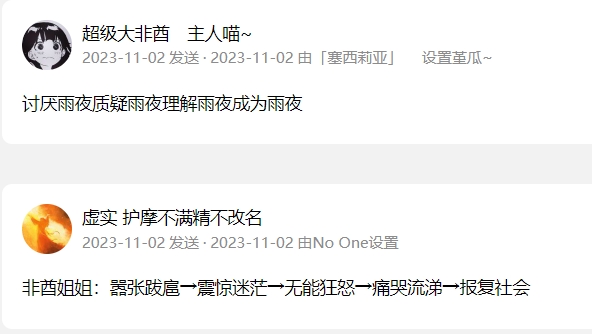 超级大非酋　主人喵~
2023-11-02 发送 · 2023-11-02 由「塞西莉亚」　设置堇瓜~
讨厌雨夜质疑雨夜理解雨夜成为雨夜
虚实 护摩不满精不改名
2023-11-02 发送 · 2023-11-02 由No One设置
非酋姐姐：嚣张跋扈→震惊迷茫→无能狂怒→痛哭流涕→报复社会